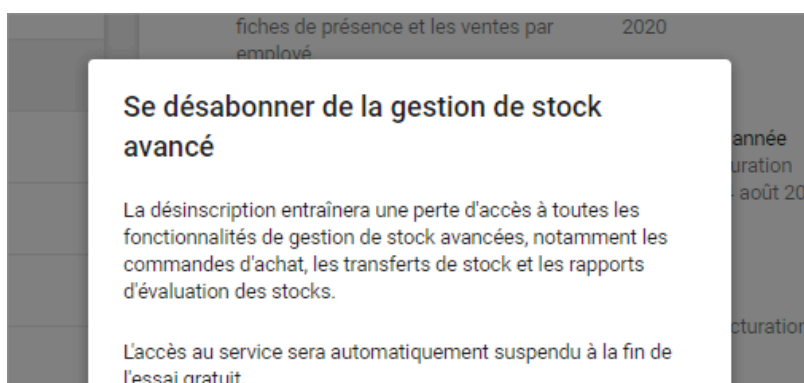 fiches de présence et les ventes par 2020
employé
Se désabonner de la gestion de stock
avancé
année
uration
août 20
La désinscription entraînera une perte d'accès à toutes les
fonctionnalités de gestion de stock avancées, notamment les
commandes d'achat, les transferts de stock et les rapports
d'évaluation des stocks.
cturation
L'accès au service sera automatiquement suspendu à la fin de
l'essai gratuit